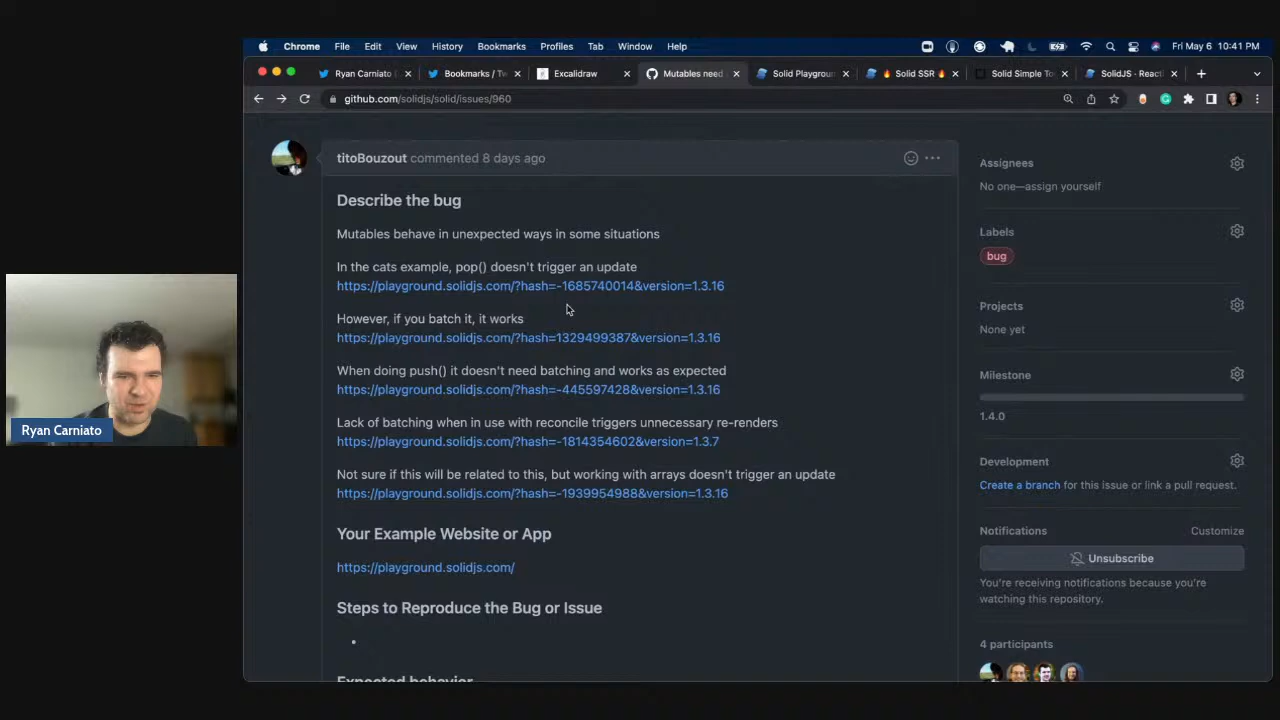 Chrome File Edit View History Bookmarks Profiles Tab Window Help
Fri May 6 10:41 PM
Ryan Carniato
Bookmarks / Tw
Excalidraw
Mutables need
Solid Playgroun
Solid SSR
Solid Simple To
SolidJS · Reacti
github.com/solidjs/solid/issues/960
titoBouzout commented 8 days ago
Describe the bug
Mutables behave in unexpected ways in some situations
In the cats example, pop() doesn't trigger an update
https://playground.solidjs.com/?hash=-1685740014&version=1.3.16
However, if you batch it, it works
https://playground.solidjs.com/?hash=1329499387&version=1.3.16
When doing push() it doesn't need batching and works as expected
https://playground.solidjs.com/?hash=-445597428&version=1.3.16
Lack of batching when in use with reconcile triggers unnecessary re-renders
https://playground.solidjs.com/?hash=-1814354602&version=1.3.7
Not sure if this will be related to this, but working with arrays doesn't trigger an update
https://playground.solidjs.com/?hash=-1939954988&version=1.3.16
Your Example Website or App
https://playground.solidjs.com/
Steps to Reproduce the Bug or Issue
Expected behavior
Assignees
No one—assign yourself
Labels
bug
Projects
None yet
Milestone
1.4.0
Development
Create a branch for this issue or link a pull request.
Notifications
Customize
Unsubscribe
You're receiving notifications because you're
watching this repository.
4 participants
Ryan Carniato